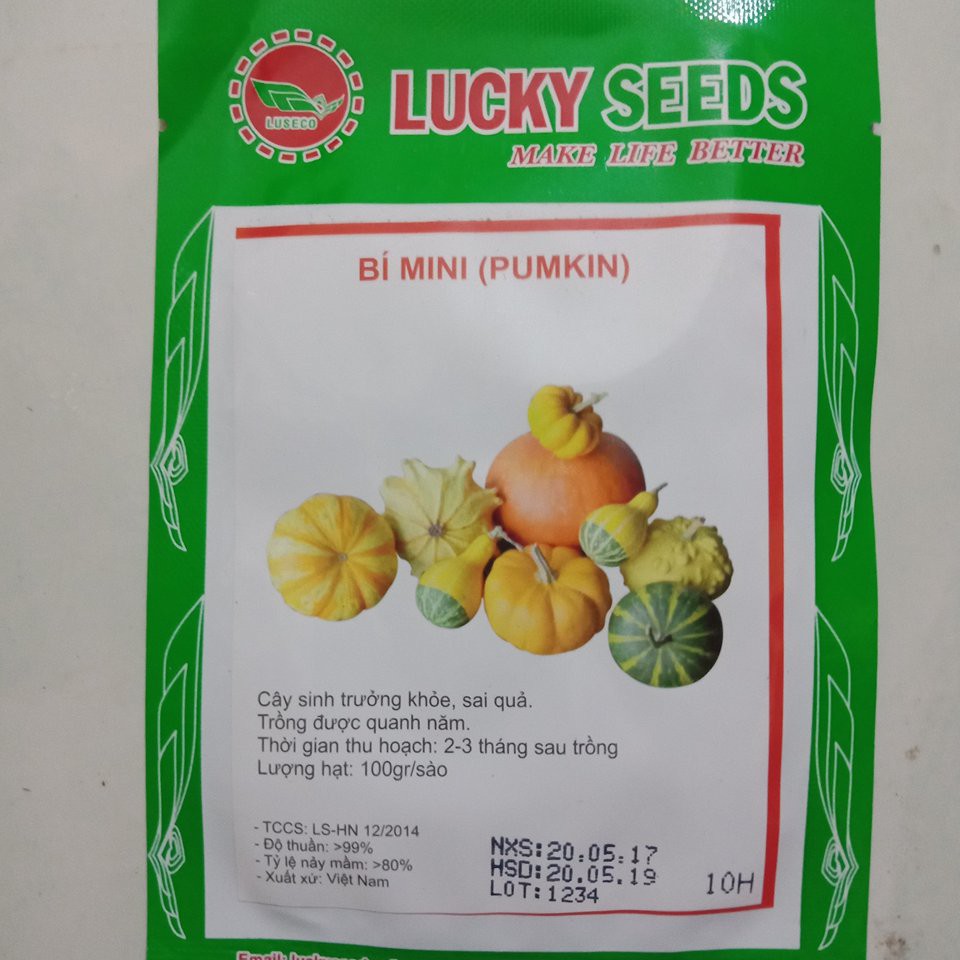 LUSECO
LUCKY SEEDS
MAKE LIFE BETTER
BÍ MINI (PUMKIN)
Cây sinh trưởng khỏe, sai quả.
Trồng được quanh năm.
Thời gian thu hoạch: 2-3 tháng sau trồng
Lượng hạt: 100gr/sào
- TCCS: LS-HN 12/2014
- Độ thuần: >99%
- Tỷ lệ nảy mầm: >80%
- Xuất xứ: Việt Nam
NXS:20.05.17
HSD:20.05.19
LOT:1234
10H
Email: